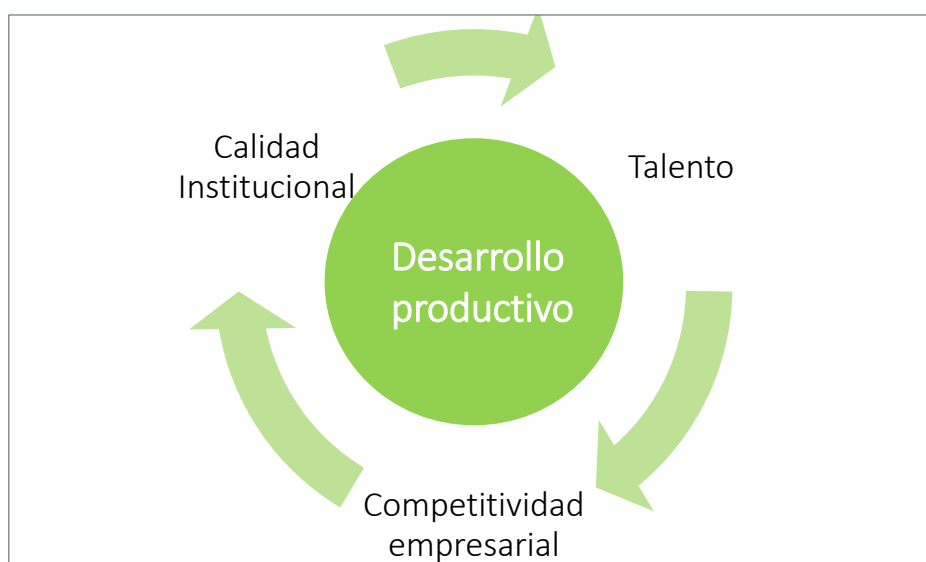 Calidad
Institucional
Talento
Desarrollo
productivo
Competitividad
empresarial